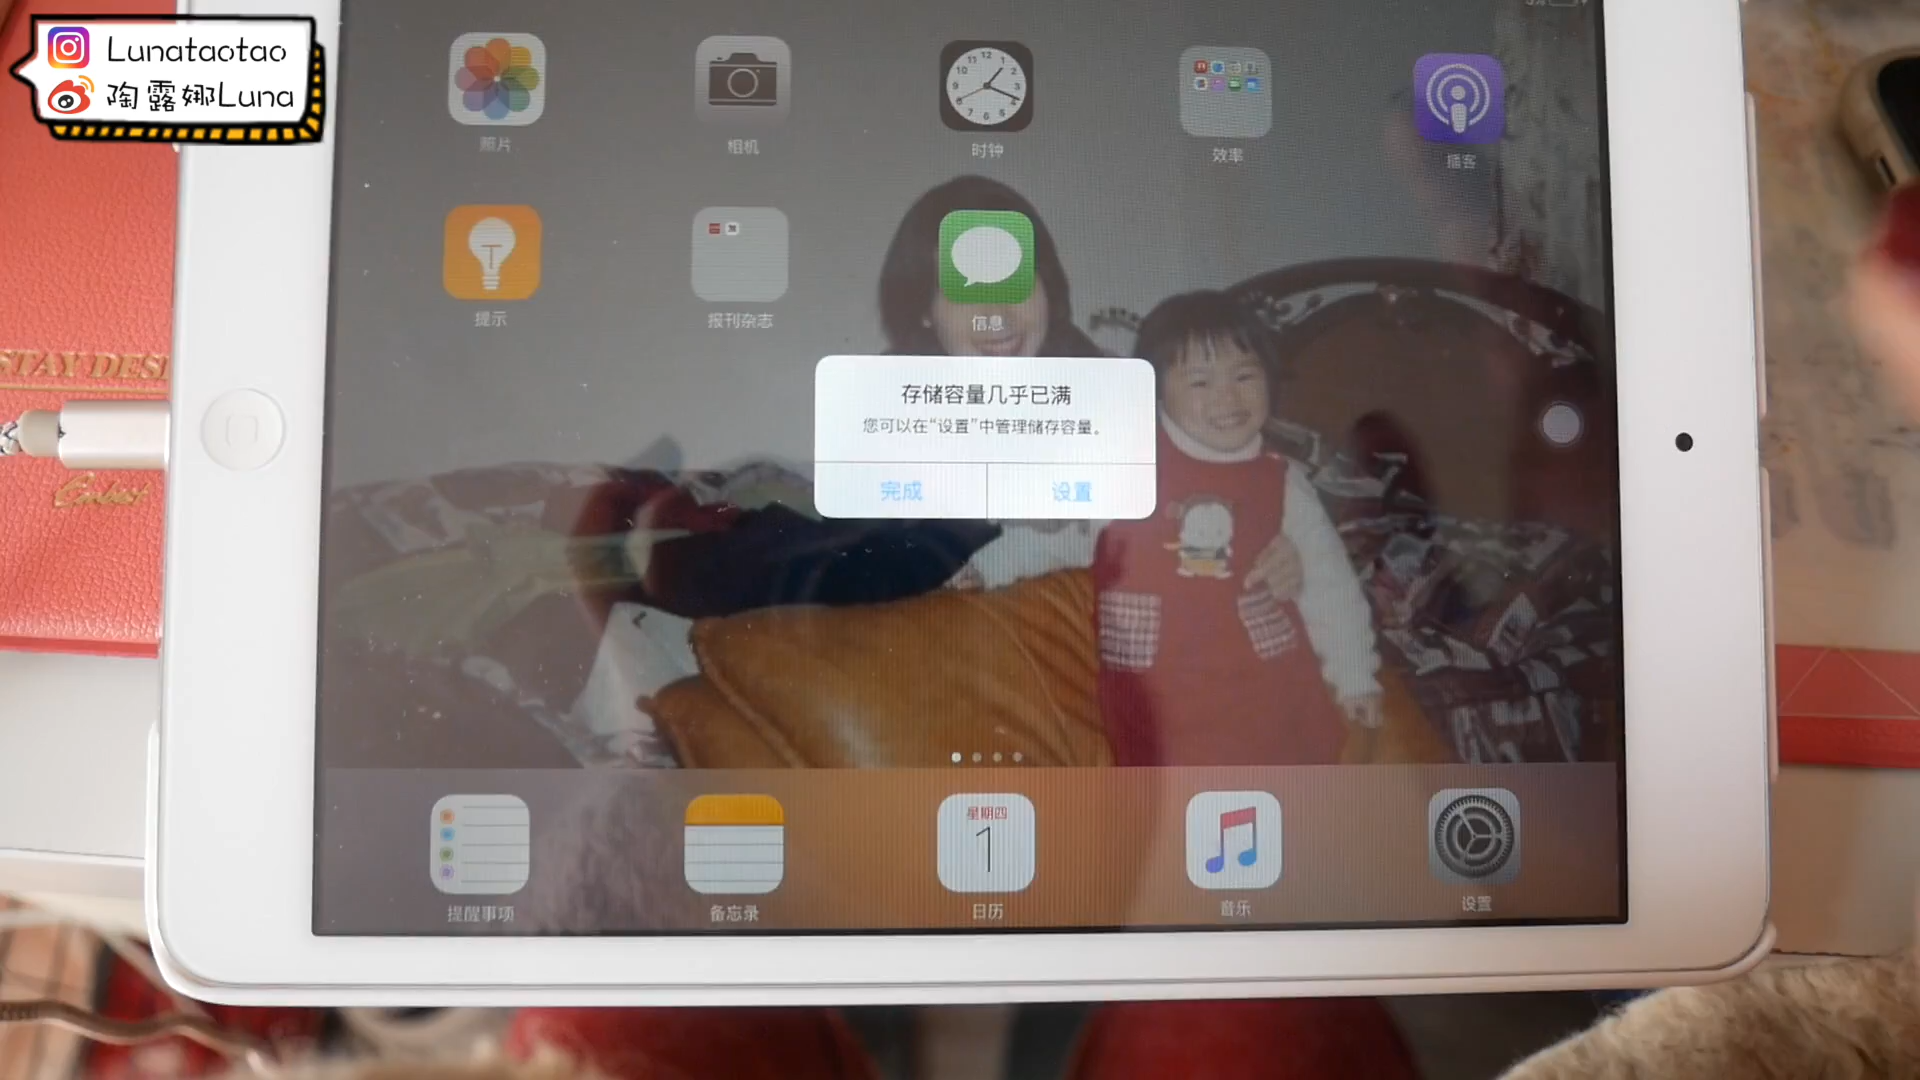 Lunataotao
陶露娜Luna
照片
相机
时钟
效率
播客
提示
报刊杂志
信息
存储容量几乎已满
您可以在“设置”中管理储存容量。
完成
设置
STAY DESI
星期四
1
提醒事项
备忘录
日历
音乐
设置